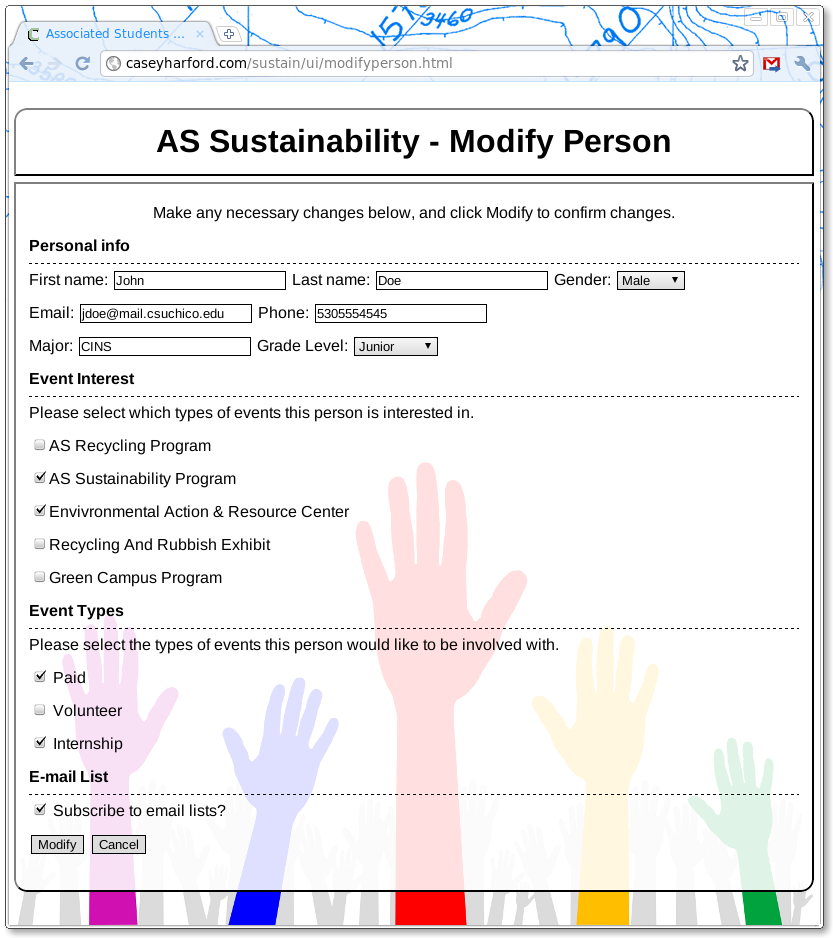 3460
Associated Students ...
caseyharford.com/sustain/ui/modifyperson.html
AS Sustainability - Modify Person
Make any necessary changes below, and click Modify to confirm changes.
Personal info
First name: John Last name: Doe Gender: Male
Email: jdoe@mail.csuchico.edu Phone: 5305554545
Major: CINS Grade Level: Junior
Event Interest
Please select which types of events this person is interested in.
AS Recycling Program
AS Sustainability Program
Envivronmental Action & Resource Center
Recycling And Rubbish Exhibit
Green Campus Program
Event Types
Please select the types of events this person would like to be involved with.
Paid
Volunteer
Internship
E-mail List
Subscribe to email lists?
Modify Cancel